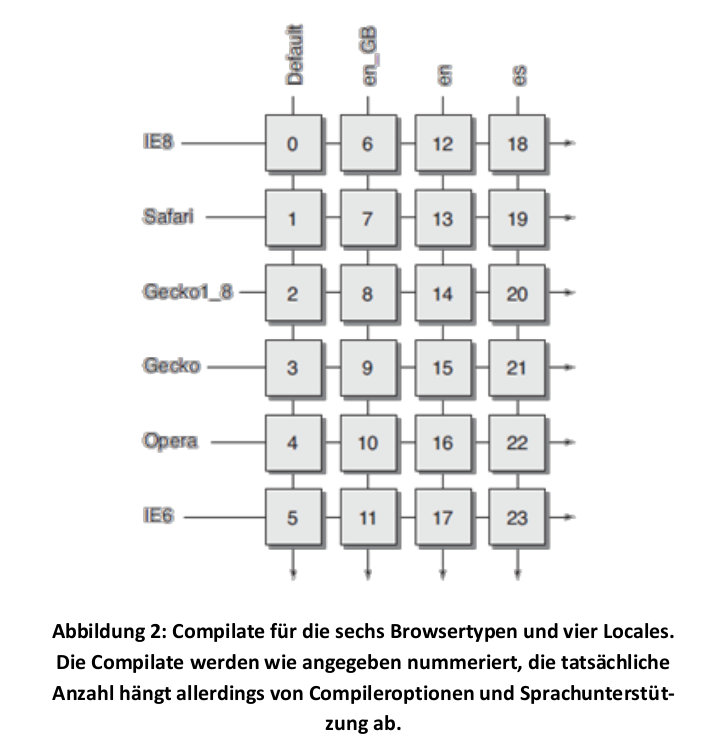 Default en_GB en es
IE8 0 6 12 18
Safari 1 7 13 19
Gecko1_8 2 8 14 20
Gecko 3 9 15 21
Opera 4 10 16 22
IE6 5 11 17 23
Abbildung 2: Compilate für die sechs Browsertypen und vier Locales.
Die Compilate werden wie angegeben nummeriert, die tatsächliche
Anzahl hängt allerdings von Compileroptionen und Sprachunterstüt-
zung ab.